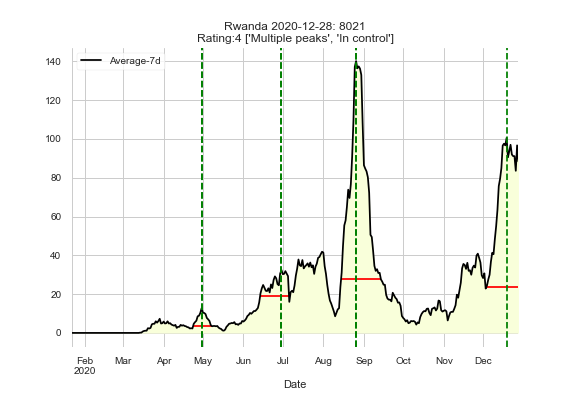 Rwanda 2020-12-28: 8021
Rating:4 ['Multiple peaks', 'In control']
Average-7d
140
120
100
80
60
40
20
0
Feb Mar Apr May Jun Jul Aug Sep Oct Nov Dec
2020
Date